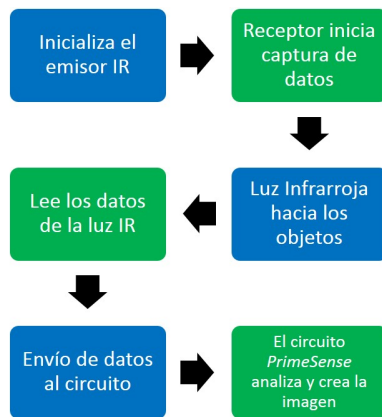 Inicializa el
emisor IR
Receptor inicia
captura de
datos
Luz Infrarroja
hacia los
objetos
Lee los datos
de la luz IR
Envío de datos
al circuito
El circuito
PrimeSense
analiza y crea la
imagen